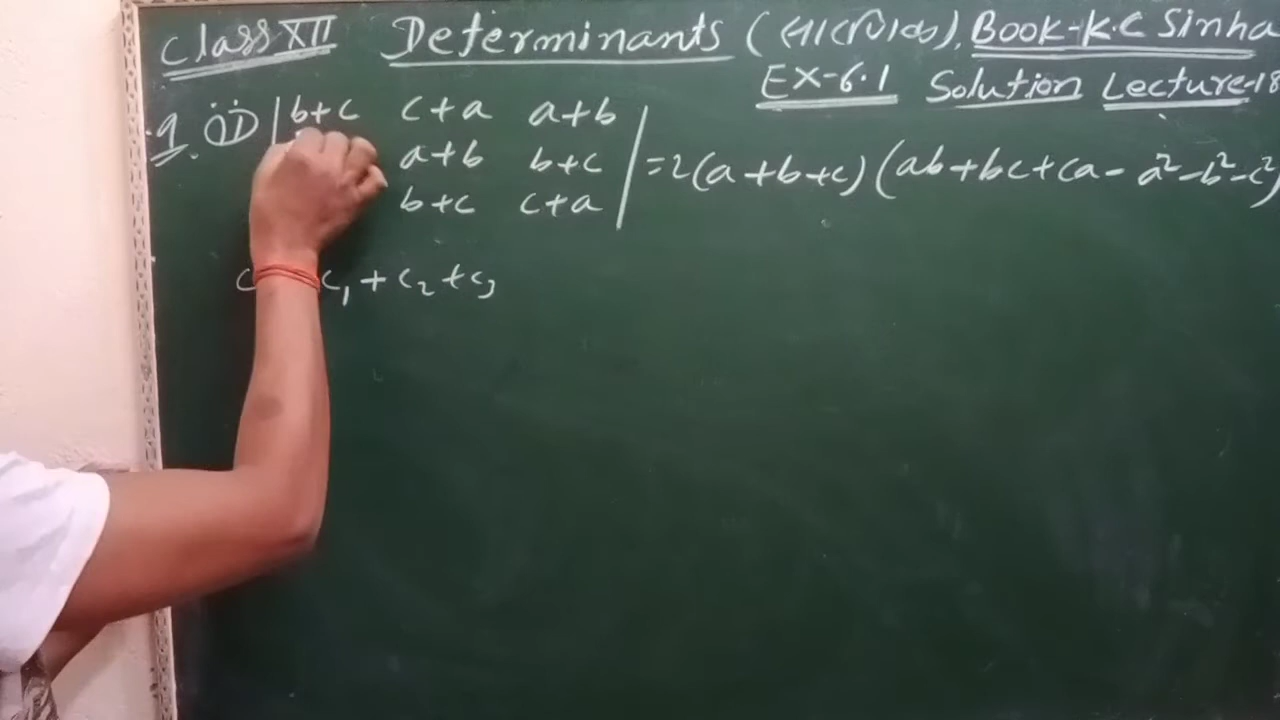 Class XII Determinants ( सारणिक), Book-K.C Sinha
EX-6.1 Solution Lecture-18
9. (ii) | b+c c+a a+b
a+b b+c | =2(a+b+c)(ab+bc+ca-a²-b²-c²)
b+c c+a
c₁+c₂+c₃